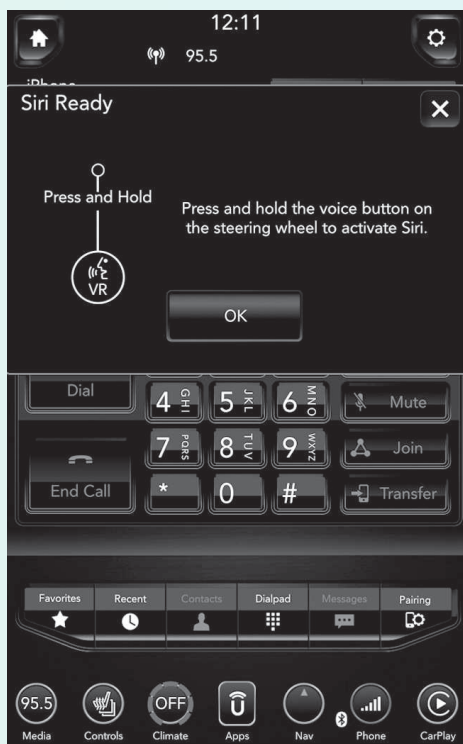 12:11
95.5
iPhone
Siri Ready
Press and Hold
VR
Press and hold the voice button on
the steering wheel to activate Siri.
OK
Dial
4 GHI 5 JKL 6 MNO
Mute
7 PQRS 8 TUV 9 WXYZ
Join
End Call
* 0 #
Transfer
Favorites Recent Contacts Dialpad Messages Pairing
95.5 OFF
Media Controls Climate Apps Nav Phone CarPlay